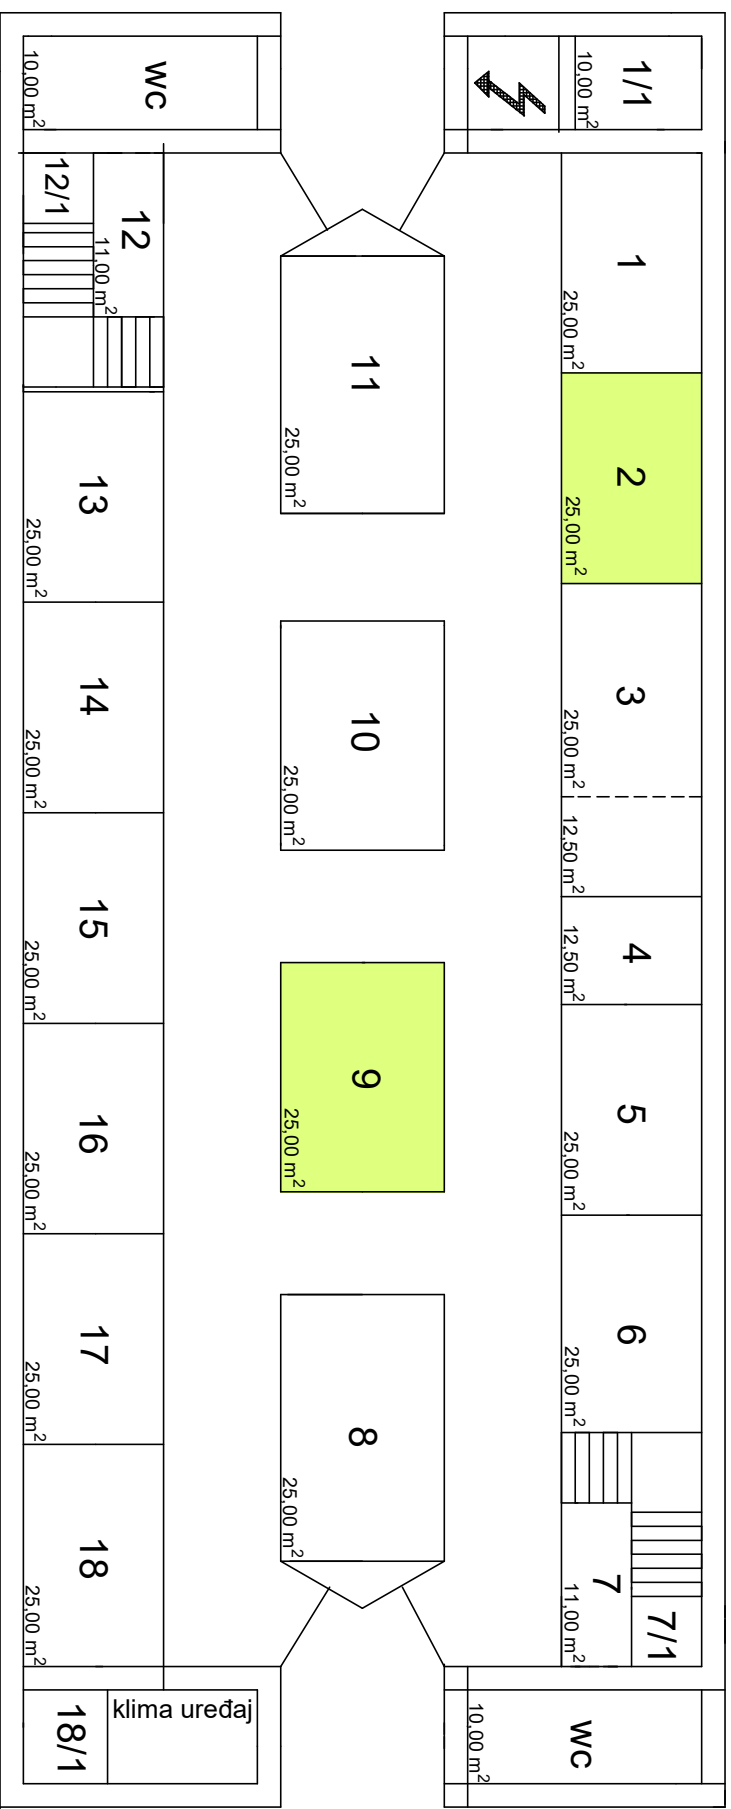 WC
10,00 m²
1/1
10,00 m²
12/1
12
11,00 m²
11
25,00 m²
1
25,00 m²
2
25,00 m²
13
25,00 m²
3
25,00 m²
12,50 m²
14
25,00 m²
10
25,00 m²
4
12,50 m²
15
25,00 m²
9
25,00 m²
5
25,00 m²
16
25,00 m²
6
25,00 m²
17
25,00 m²
8
25,00 m²
7
11,00 m²
7/1
18
25,00 m²
18/1
klima uređaj
WC
10,00 m²